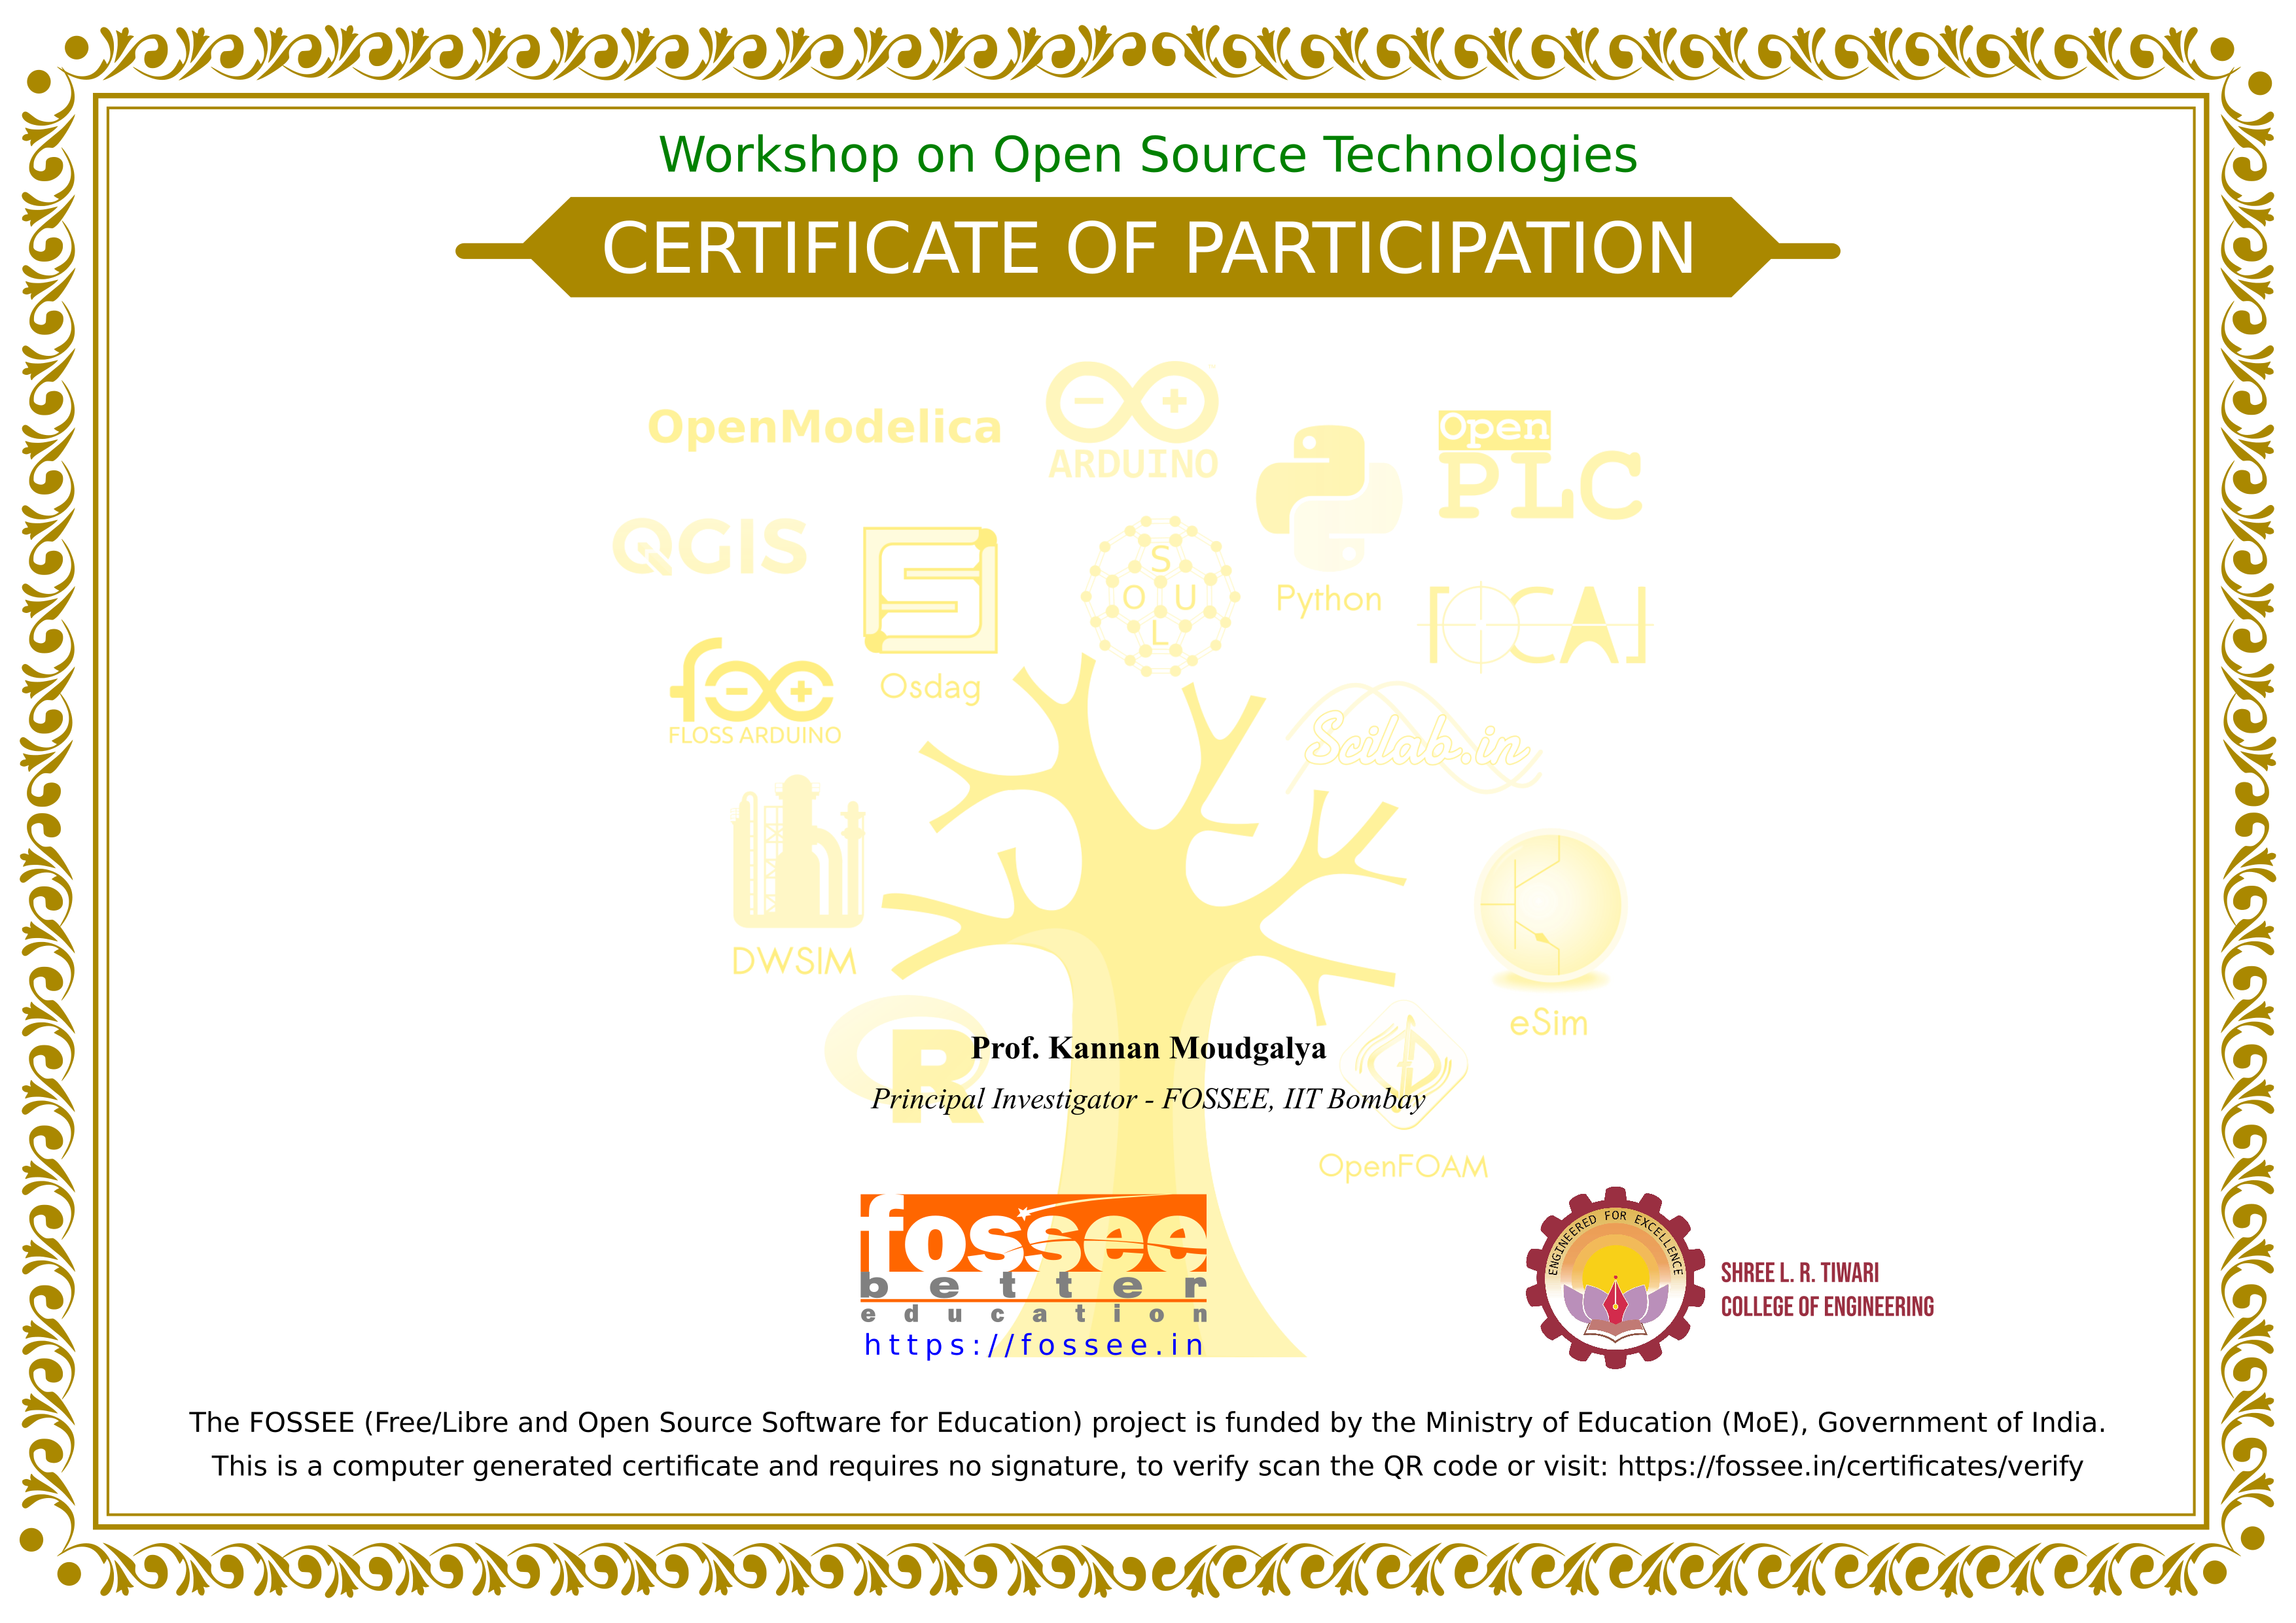 Workshop on Open Source Technologies
CERTIFICATE OF PARTICIPATION
OpenModelica
ARDUINO
Open
PLC
QGIS
S
O U
L
Python
FOCAL
Osdag
FLOSS ARDUINO
Scilab.in
DWSIM
eSim
R
Prof. Kannan Moudgalya
Principal Investigator - FOSSEE, IIT Bombay
OpenFOAM
fossee
better
education
https://fossee.in
ENGINEERED FOR EXCELLENCE
SHREE L. R. TIWARI
COLLEGE OF ENGINEERING
The FOSSEE (Free/Libre and Open Source Software for Education) project is funded by the Ministry of Education (MoE), Government of India.
This is a computer generated certificate and requires no signature, to verify scan the QR code or visit: https://fossee.in/certificates/verify